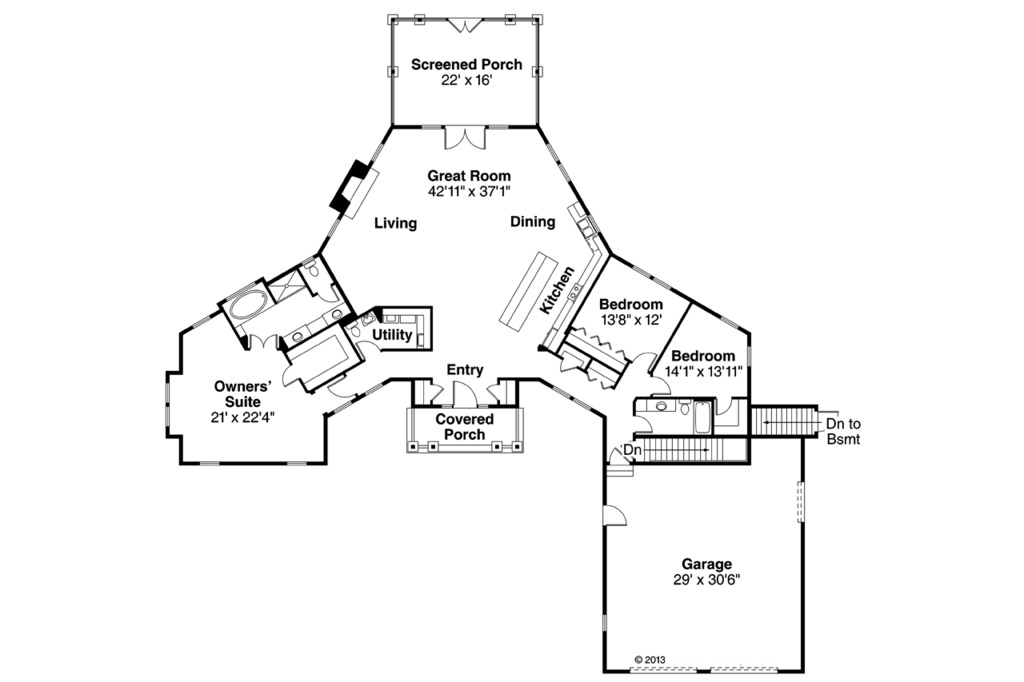 Screened Porch
22' x 16'
Great Room
42'11" x 37'1"
Living
Dining
Kitchen
Bedroom
13'8" x 12'
Utility
Bedroom
14'1" x 13'11"
Entry
Owners'
Suite
21' x 22'4"
Covered
Porch
Dn to
Bsmt
Dn
Garage
29' x 30'6"
© 2013